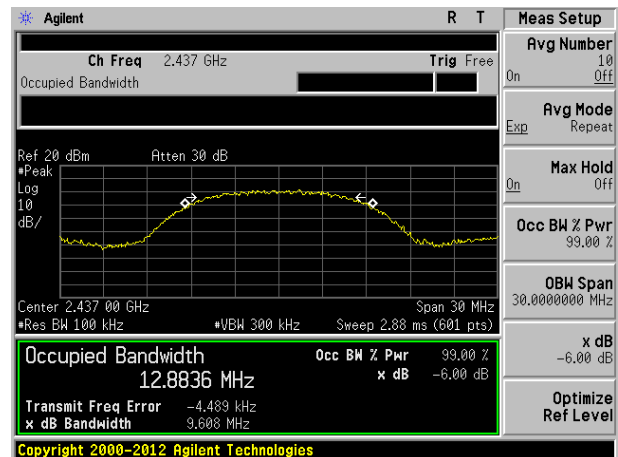 Agilent R T Meas Setup
Ch Freq 2.437 GHz Trig Free
Occupied Bandwidth
Avg Number
10
On Off
Avg Mode
Exp Repeat
Max Hold
On Off
Occ BW % Pwr
99.00 %
OBW Span
30.0000000 MHz
x dB
-6.00 dB
Optimize
Ref Level
Ref 20 dBm Atten 30 dB
#Peak
Log
10
dB/
Center 2.437 00 GHz Span 30 MHz
#Res BW 100 kHz #VBW 300 kHz Sweep 2.88 ms (601 pts)
Occupied Bandwidth Occ BW % Pwr 99.00 %
12.8836 MHz x dB -6.00 dB
Transmit Freq Error -4.489 kHz
x dB Bandwidth 9.608 MHz
Copyright 2000-2012 Agilent Technologies